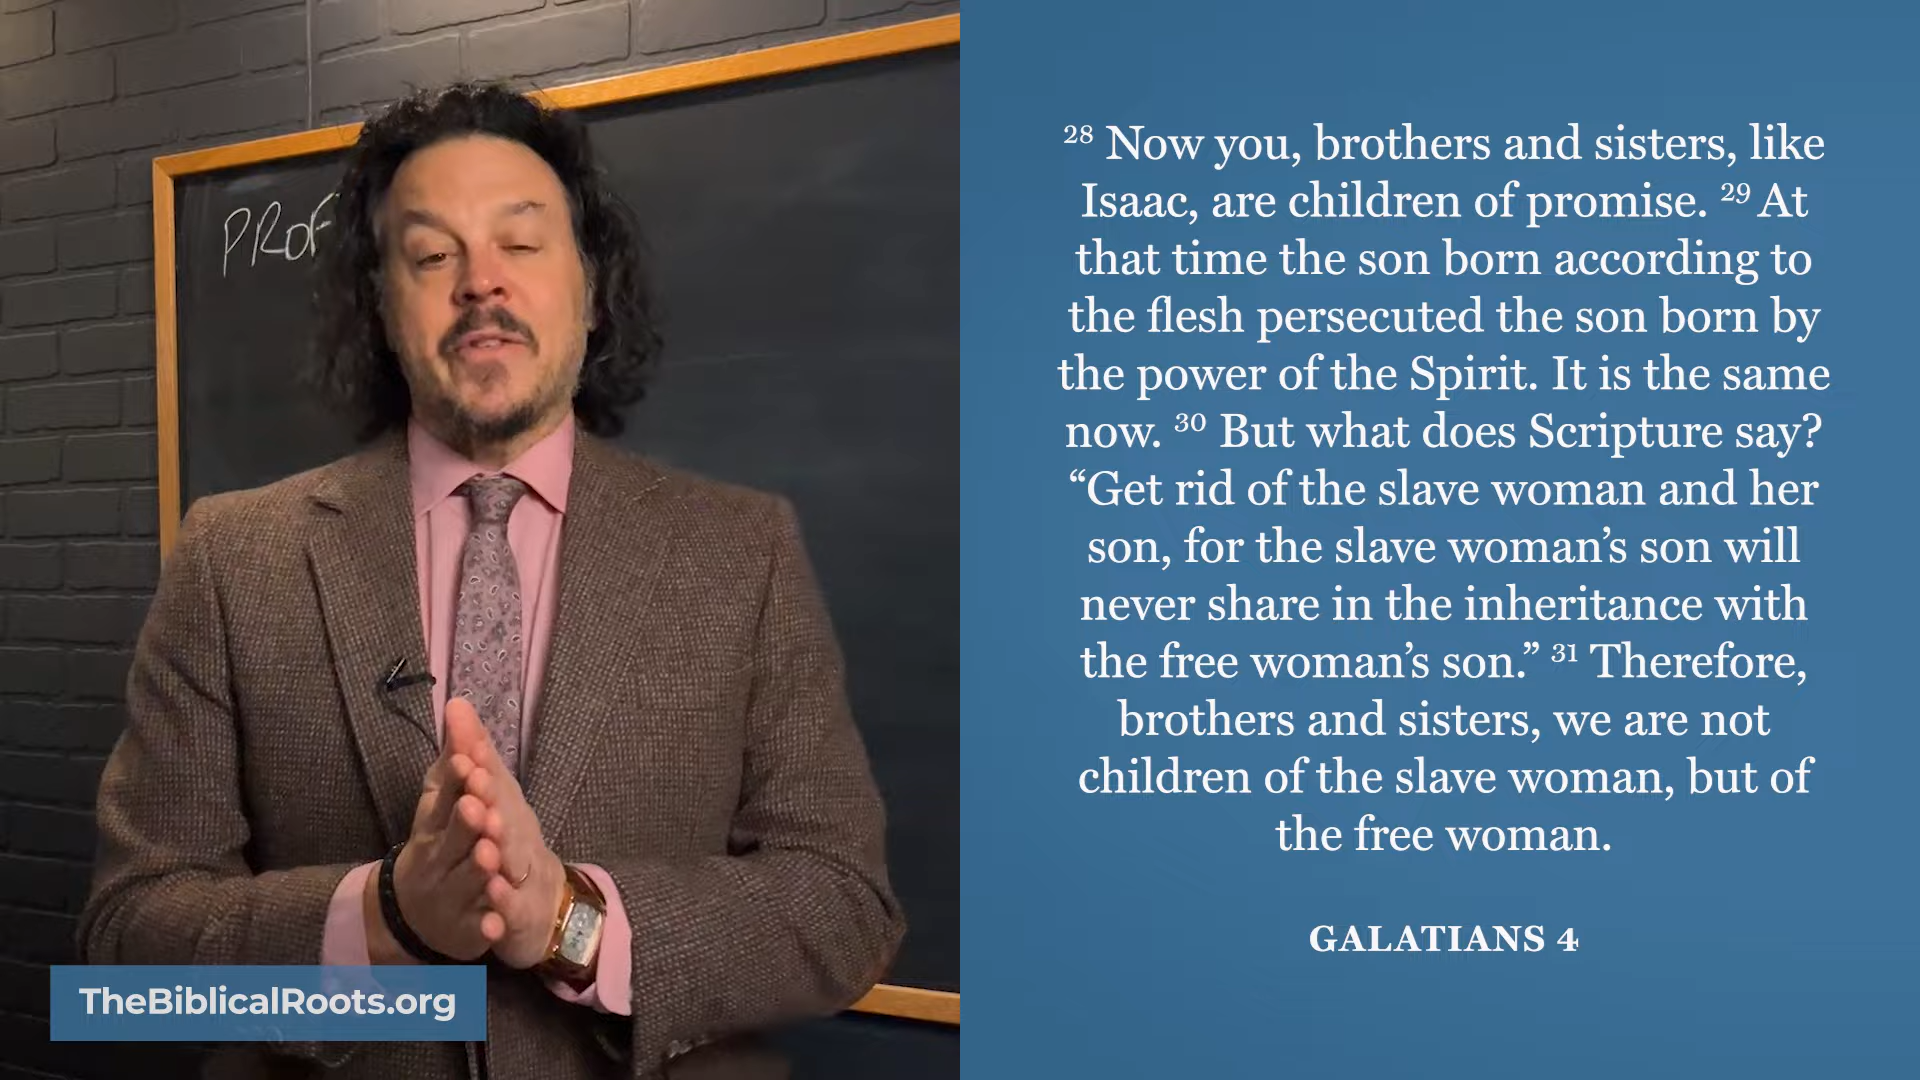 PROF
TheBiblicalRoots.org
28 Now you, brothers and sisters, like
Isaac, are children of promise. 29 At
that time the son born according to
the flesh persecuted the son born by
the power of the Spirit. It is the same
now. 30 But what does Scripture say?
“Get rid of the slave woman and her
son, for the slave woman’s son will
never share in the inheritance with
the free woman’s son.” 31 Therefore,
brothers and sisters, we are not
children of the slave woman, but of
the free woman.
GALATIANS 4